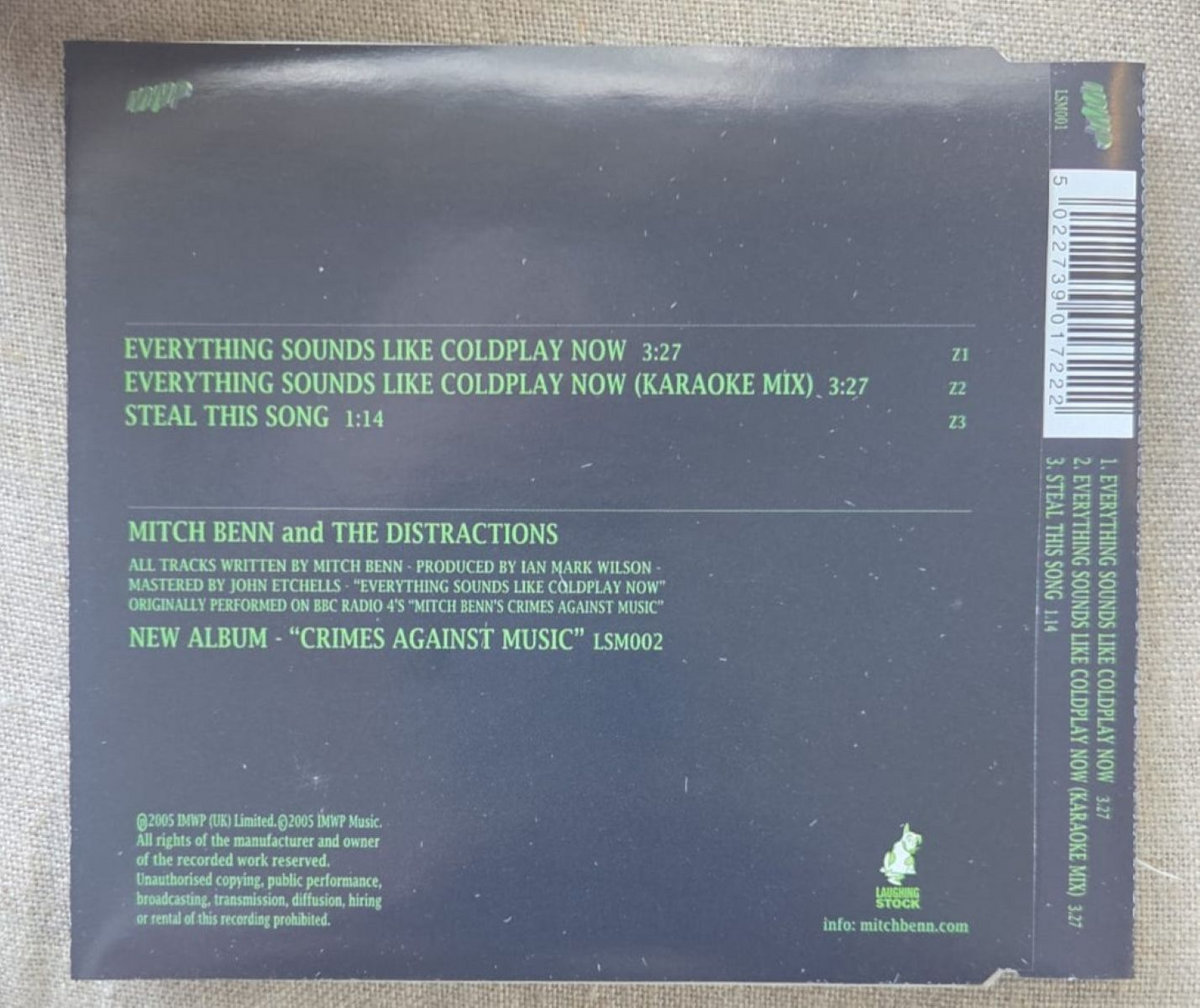 IMWP
EVERYTHING SOUNDS LIKE COLDPLAY NOW 3:27 Z1
EVERYTHING SOUNDS LIKE COLDPLAY NOW (KARAOKE MIX) 3:27 Z2
STEAL THIS SONG 1:14 Z3
MITCH BENN and THE DISTRACTIONS
ALL TRACKS WRITTEN BY MITCH BENN - PRODUCED BY IAN MARK WILSON -
MASTERED BY JOHN ETCHELLS - “EVERYTHING SOUNDS LIKE COLDPLAY NOW”
ORIGINALLY PERFORMED ON BBC RADIO 4'S “MITCH BENN'S CRIMES AGAINST MUSIC”
NEW ALBUM - “CRIMES AGAINST MUSIC” LSM002
℗2005 IMWP (UK) Limited.©2005 IMWP Music.
All rights of the manufacturer and owner
of the recorded work reserved.
Unauthorised copying, public performance,
broadcasting, transmission, diffusion, hiring
or rental of this recording prohibited.
LAUGHING
STOCK
info: mitchbenn.com
IMWP
LSM001
5 022739 017222
1. EVERYTHING SOUNDS LIKE COLDPLAY NOW 3:27
2. EVERYTHING SOUNDS LIKE COLDPLAY NOW (KARAOKE MIX) 3.27
3. STEAL THIS SONG 1.14